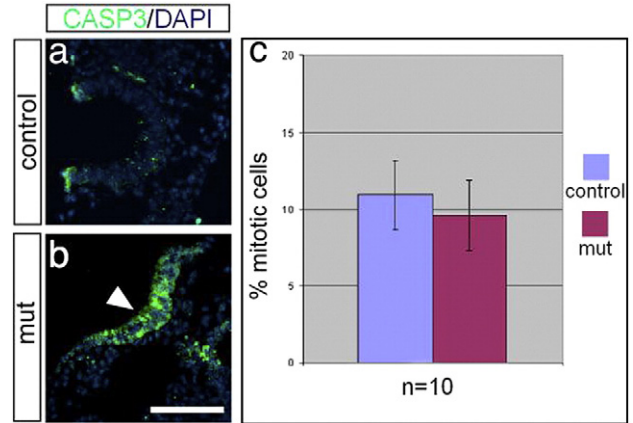 CASP3/DAPI
a
control
b
mut
c
20
15
10
5
0
% mitotic cells
n=10
control
mut